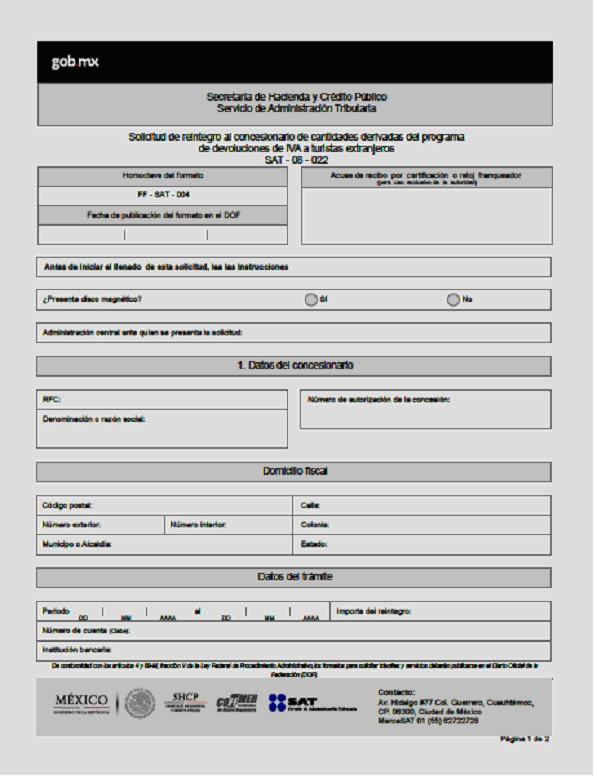 gob.mx
Secretaría de Hacienda y Crédito Público
Servicio de Administración Tributaria
Solicitud de reintegro al concesionario de cantidades derivadas del programa
de devoluciones de IVA a turistas extranjeros
SAT - 08 - 022
Homoclave del formato
FF - SAT - 004
Fecha de publicación del formato en el DOF
Acuse de recibo por certificación o reloj franqueador
(para uso exclusivo de la autoridad)
Antes de iniciar el llenado de esta solicitud, lea las instrucciones
¿Presenta disco magnético? Sí No
Administración central ante quien se presenta la solicitud:
1. Datos del concesionario
RFC:
Denominación o razón social:
Número de autorización de la concesión:
Domicilio fiscal
Código postal: Calle:
Número exterior: Número interior: Colonia:
Municipo o Alcaldía: Estado:
Datos del trámite
Periodo DD MM AAAA al DD MM AAAA Importe del reintegro:
Número de cuenta (Clabe):
Institución bancaria:
De conformidad con los artículos 4 y 69-M, fracción V de la Ley Federal de Procedimiento Administrativo, los formatos para solicitar trámites y servicios deberán publicarse en el Diario Oficial de la
Federación (DOF)
MÉXICO
GOBIERNO DE LA REPÚBLICA
SHCP
COFEMER
SAT
Servicio de Administración Tributaria
Contacto:
Av. Hidalgo #77 Col. Guerrero, Cuauhtémoc,
CP. 06300, Ciudad de México
MarcaSAT 01 (55) 62722728
Página 1 de 2